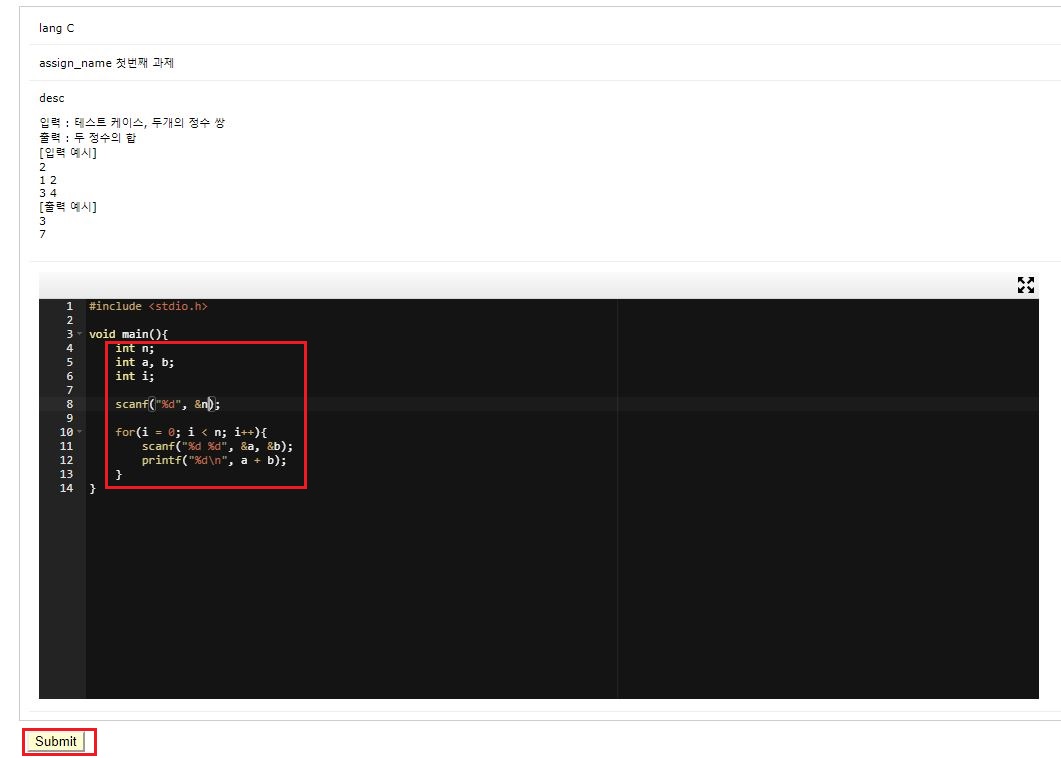 lang C
assign_name 첫번째 과제
desc
입력 : 테스트 케이스, 두개의 정수 쌍
출력 : 두 정수의 합
[입력 예시]
2
1 2
3 4
[출력 예시]
3
7
1 #include <stdio.h>
2
3 void main(){
4     int n;
5     int a, b;
6     int i;
7
8     scanf("%d", &n);
9
10     for(i = 0; i < n; i++){
11         scanf("%d %d", &a, &b);
12         printf("%d\n", a + b);
13     }
14 }
Submit